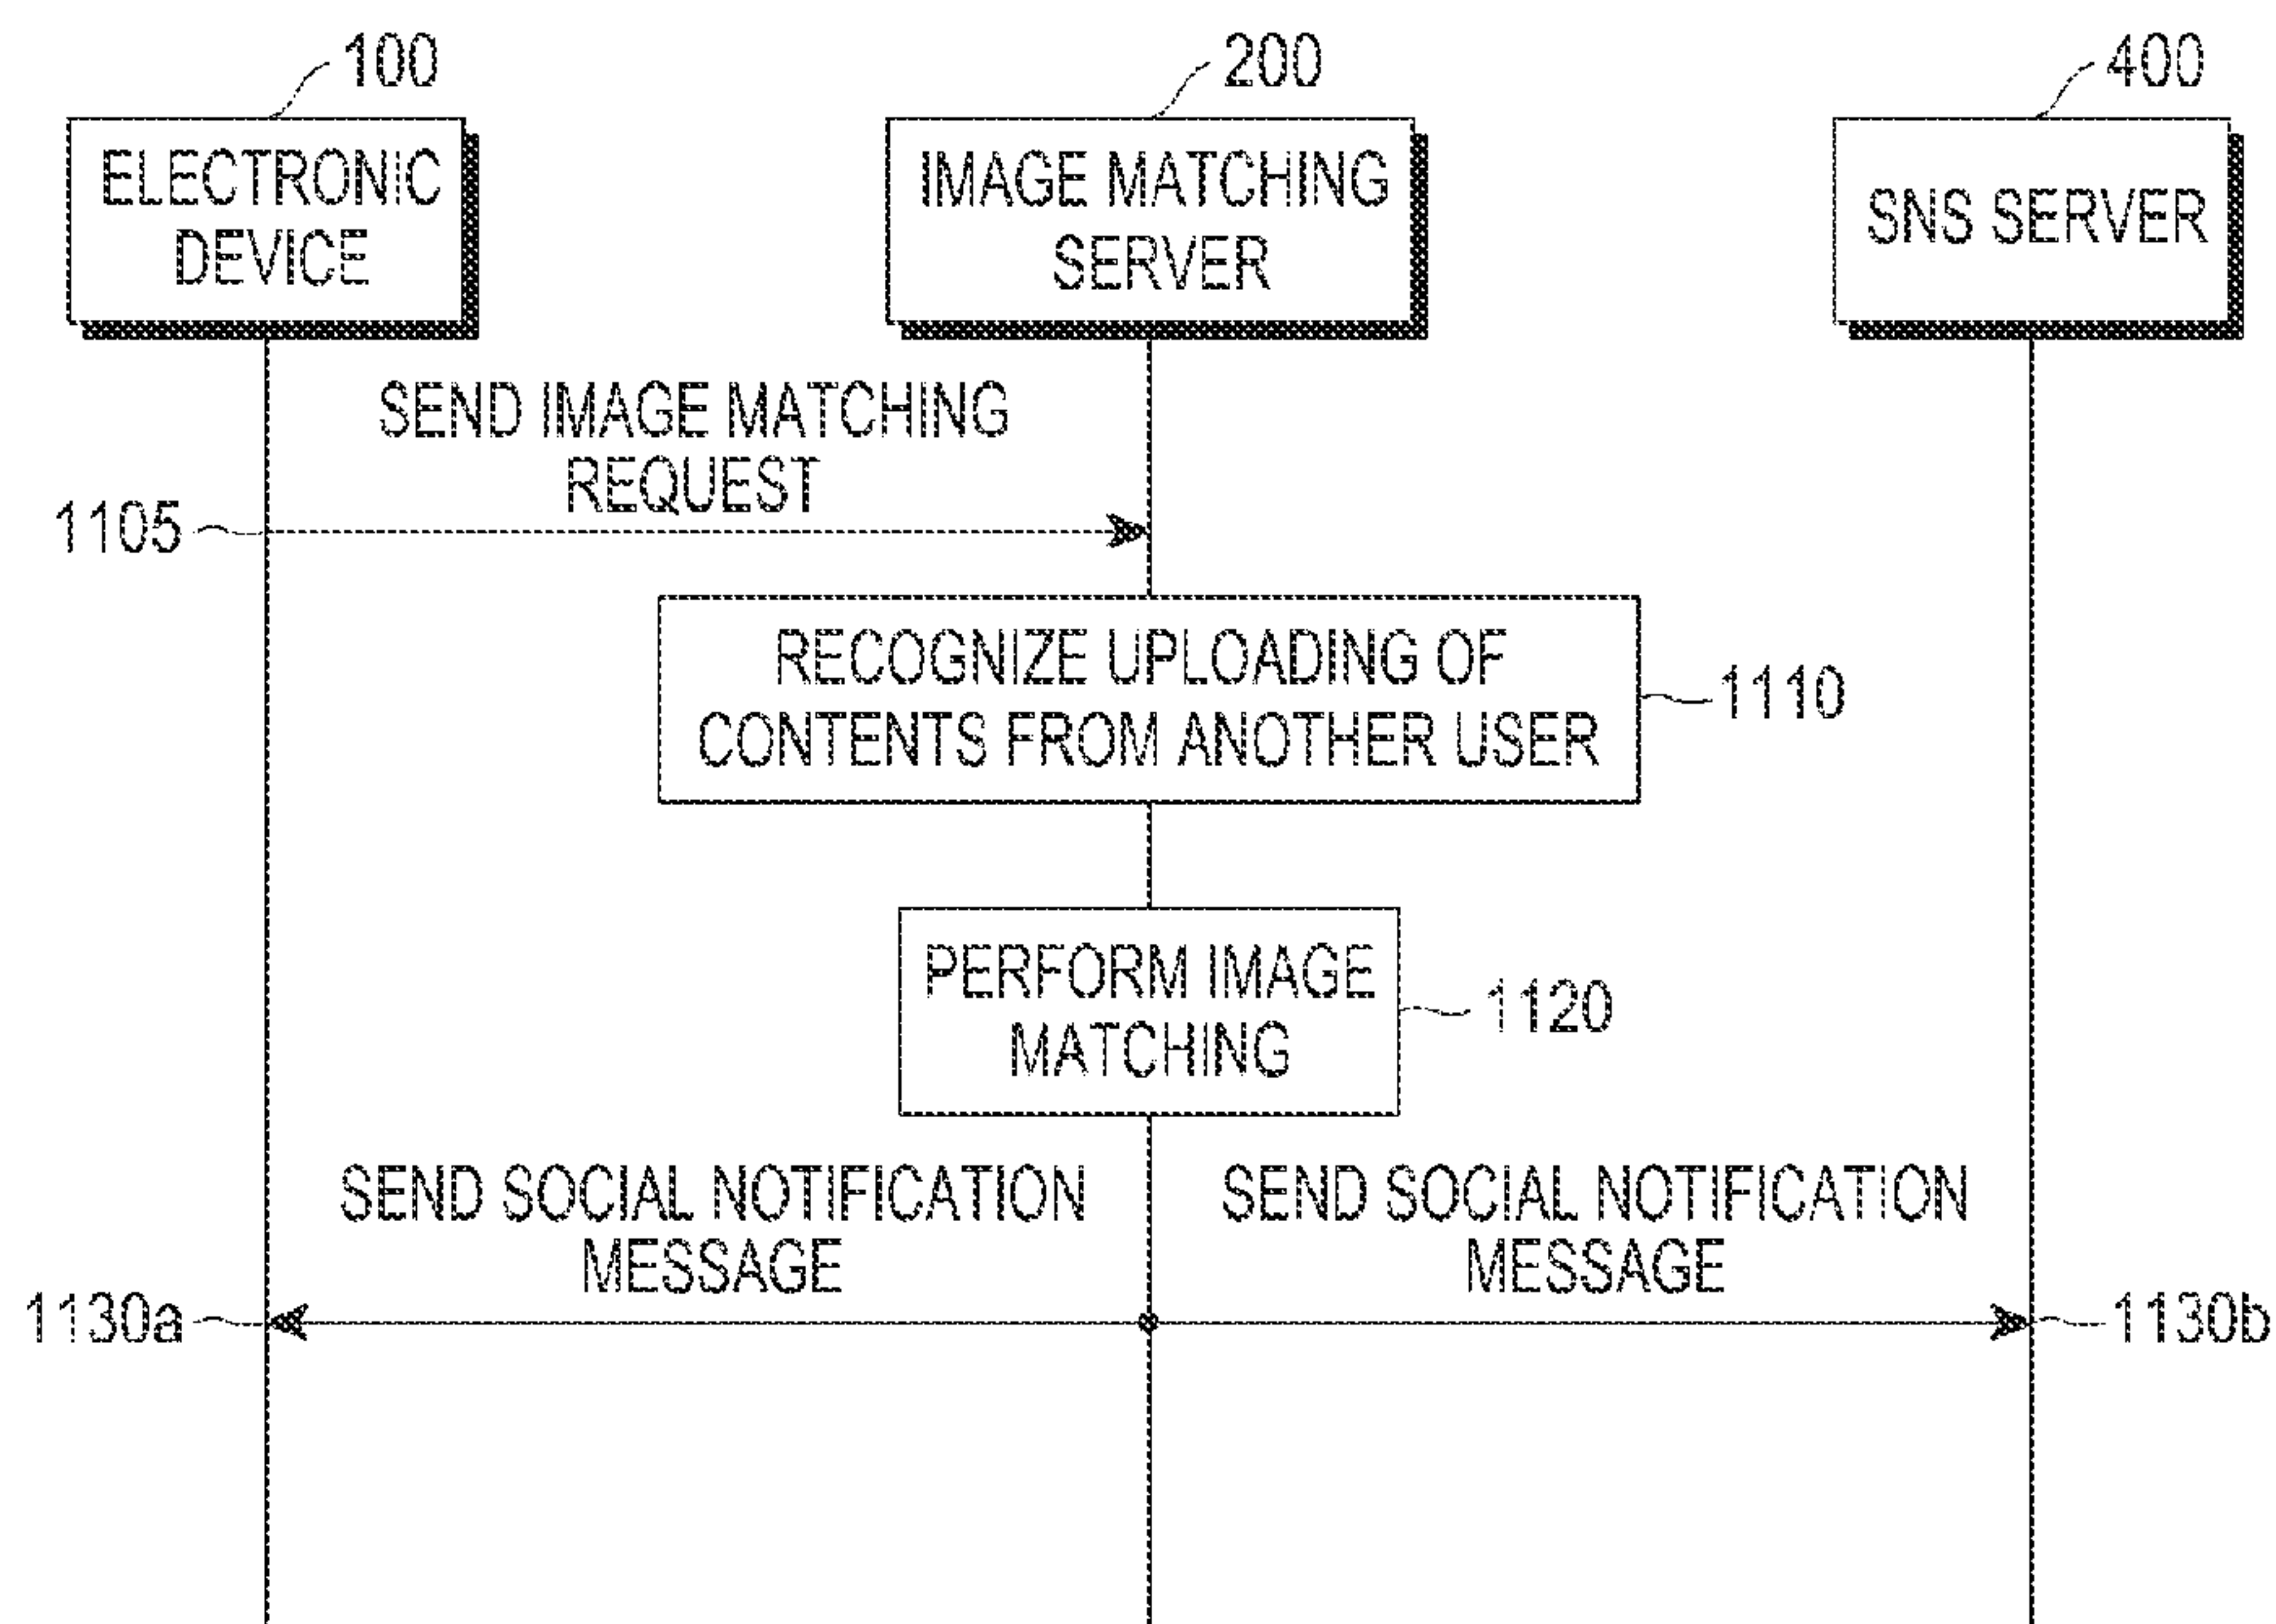 100
200
400
ELECTRONIC
DEVICE
IMAGE MATCHING
SERVER
SNS SERVER
SEND IMAGE MATCHING
REQUEST
1105
RECOGNIZE UPLOADING OF
CONTENTS FROM ANOTHER USER
1110
PERFORM IMAGE
MATCHING
1120
SEND SOCIAL NOTIFICATION
MESSAGE
SEND SOCIAL NOTIFICATION
MESSAGE
1130a
1130b